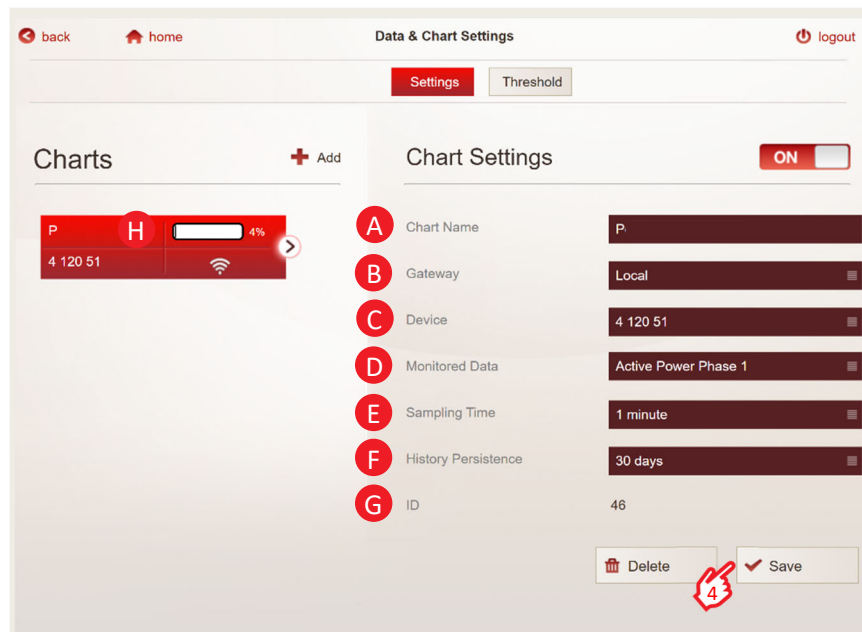 back home Data & Chart Settings logout
Settings Threshold
Charts Add Chart Settings ON
P H 4% A Chart Name P
4 120 51 B Gateway Local
C Device 4 120 51
D Monitored Data Active Power Phase 1
E Sampling Time 1 minute
F History Persistence 30 days
G ID 46
Delete Save
4